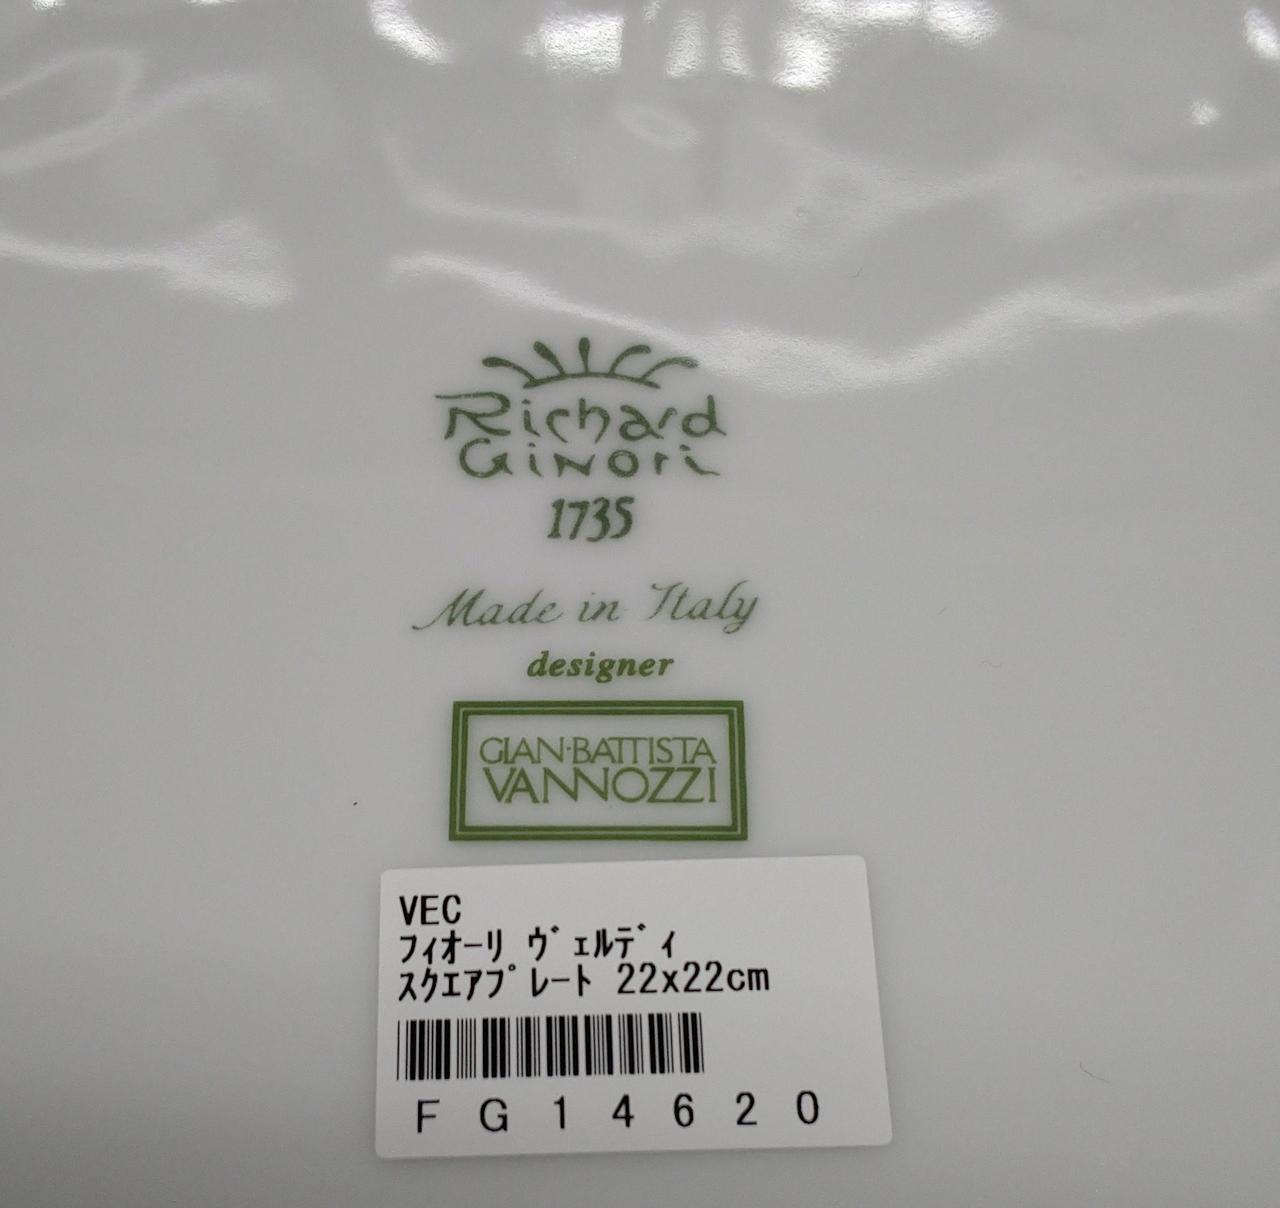 Richard
Ginori
1735
Made in Italy
designer
GIAN·BATTISTA
VANNOZZI
VEC
フィオーリ ヴェルディ
スクエアプレート 22x22cm
FG14620